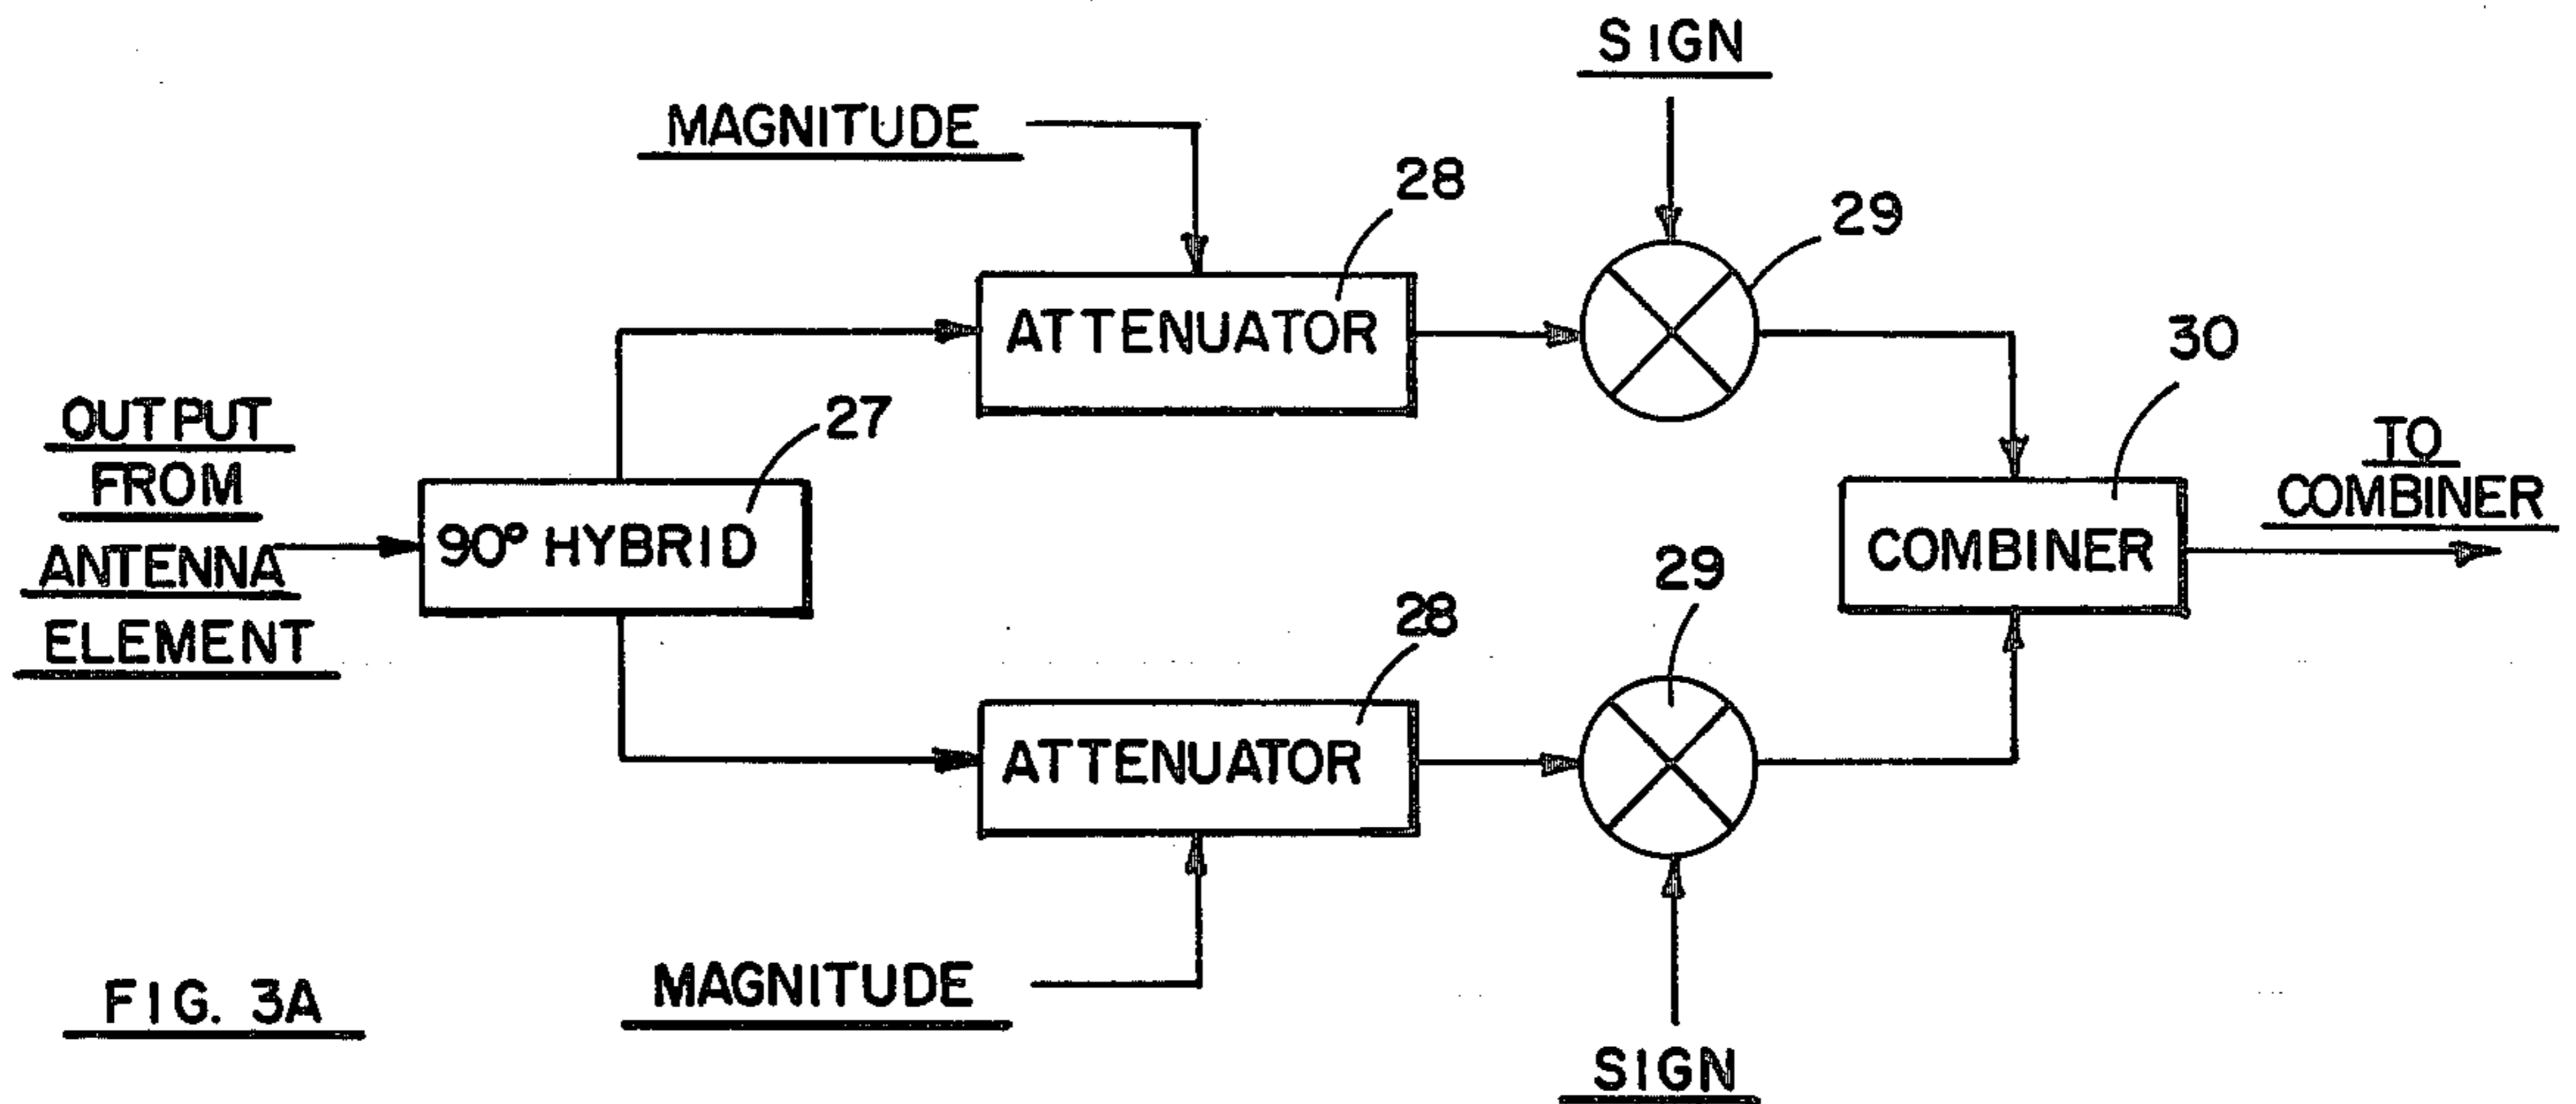 SIGN
MAGNITUDE
28
29
ATTENUATOR
30
OUTPUT
FROM
ANTENNA
ELEMENT
27
90° HYBRID
TO
COMBINER
COMBINER
29
28
ATTENUATOR
MAGNITUDE
SIGN
FIG. 3A